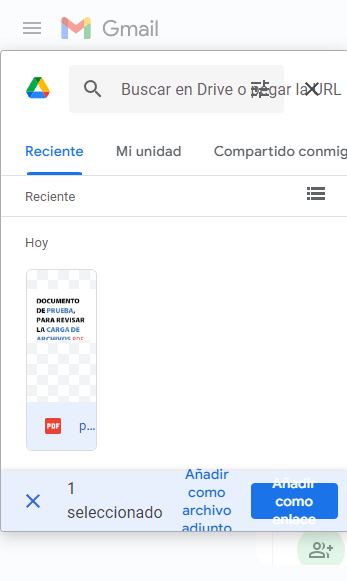 Gmail
Buscar en Drive o pegar la URL
Reciente
Mi unidad
Compartido conmig
Reciente
Hoy
DOCUMENTO
DE PRUEBA,
PARA REVISAR
LA CARGA DE
ARCHIVOS PDF
PDF
p...
1
seleccionado
Añadir
como
archivo
adjunto
Añadir
como
enlace